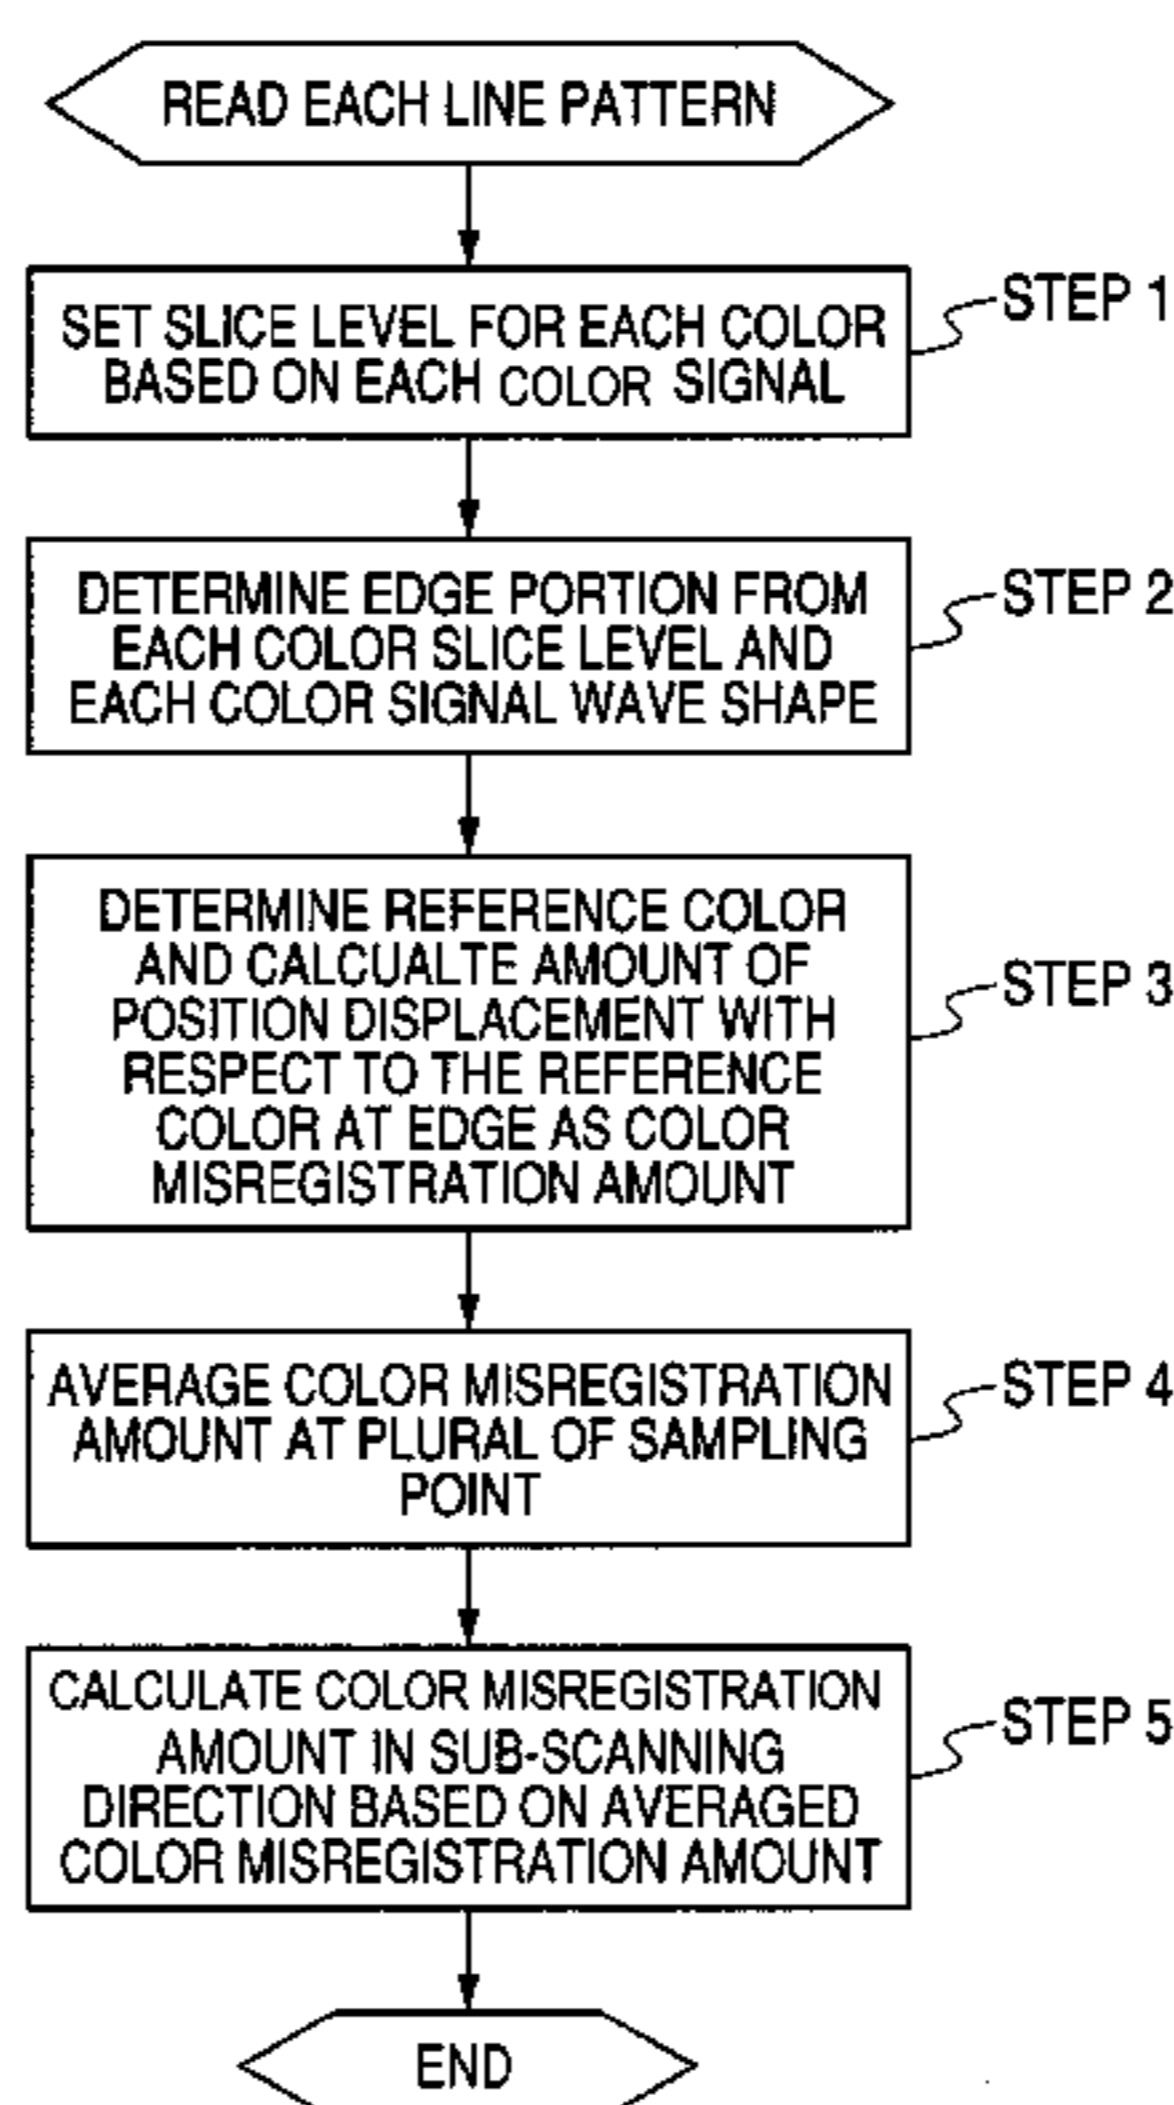 READ EACH LINE PATTERN
SET SLICE LEVEL FOR EACH COLOR
BASED ON EACH COLOR SIGNAL
STEP 1
DETERMINE EDGE PORTION FROM
EACH COLOR SLICE LEVEL AND
EACH COLOR SIGNAL WAVE SHAPE
STEP 2
DETERMINE REFERENCE COLOR
AND CALCUALTE AMOUNT OF
POSITION DISPLACEMENT WITH
RESPECT TO THE REFERENCE
COLOR AT EDGE AS COLOR
MISREGISTRATION AMOUNT
STEP 3
AVERAGE COLOR MISREGISTRATION
AMOUNT AT PLURAL OF SAMPLING
POINT
STEP 4
CALCULATE COLOR MISREGISTRATION
AMOUNT IN SUB-SCANNING
DIRECTION BASED ON AVERAGED
COLOR MISREGISTRATION AMOUNT
STEP 5
END